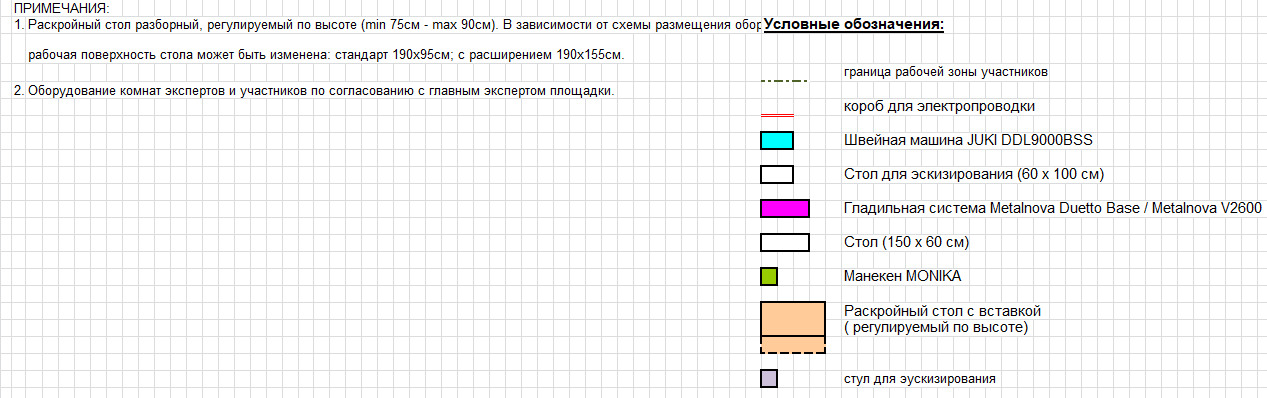 ПРИМЕЧАНИЯ:
1. Раскройный стол разборный, регулируемый по высоте (min 75см - max 90см). В зависимости от схемы размещения
рабочая поверхность стола может быть изменена: стандарт 190х95см; с расширением 190х155см.
2. Оборудование комнат экспертов и участников по согласованию с главным экспертом площадки.
Условные обозначения:
граница рабочей зоны участников
короб для электропроводки
Швейная машина JUKI DDL9000BSS
Стол для эскизирования (60 х 100 см)
Гладильная система Metalnova Duetto Base / Metalnova V2600
Стол (150 х 60 см)
Манекен MONIKA
Раскройный стол с вставкой
( регулируемый по высоте)
стул для эускизирования